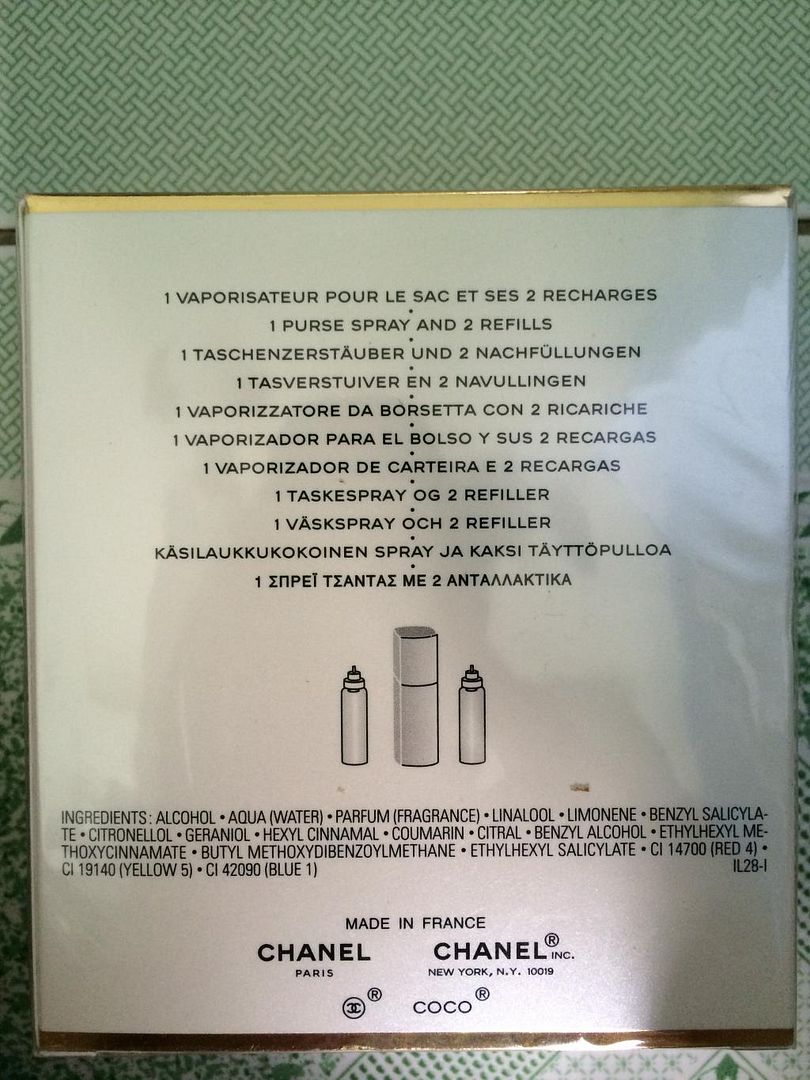 1 VAPORISATEUR POUR LE SAC ET SES 2 RECHARGES
•
1 PURSE SPRAY AND 2 REFILLS
•
1 TASCHENZERSTÄUBER UND 2 NACHFÜLLUNGEN
•
1 TASVERSTUIVER EN 2 NAVULLINGEN
•
1 VAPORIZZATORE DA BORSETTA CON 2 RICARICHE
•
1 VAPORIZADOR PARA EL BOLSO Y SUS 2 RECARGAS
•
1 VAPORIZADOR DE CARTEIRA E 2 RECARGAS
•
1 TASKESPRAY OG 2 REFILLER
•
1 VÄSKSPRAY OCH 2 REFILLER
•
KÄSILAUKKUKOKOINEN SPRAY JA KAKSI TÄYTTÖPULLOA
•
1 ΣΠΡΕΪ ΤΣΑΝΤΑΣ ΜΕ 2 ΑΝΤΑΛΛΑΚΤΙΚΑ
INGREDIENTS: ALCOHOL • AQUA (WATER) • PARFUM (FRAGRANCE) • LINALOOL • LIMONENE • BENZYL SALICYLA-
TE • CITRONELLOL • GERANIOL • HEXYL CINNAMAL • COUMARIN • CITRAL • BENZYL ALCOHOL • ETHYLHEXYL ME-
THOXYCINNAMATE • BUTYL METHOXYDIBENZOYLMETHANE • ETHYLHEXYL SALICYLATE • CI 14700 (RED 4) •
CI 19140 (YELLOW 5) • CI 42090 (BLUE 1) IL28-I
MADE IN FRANCE
CHANEL CHANEL® INC.
PARIS NEW YORK, N.Y. 10019
® COCO®